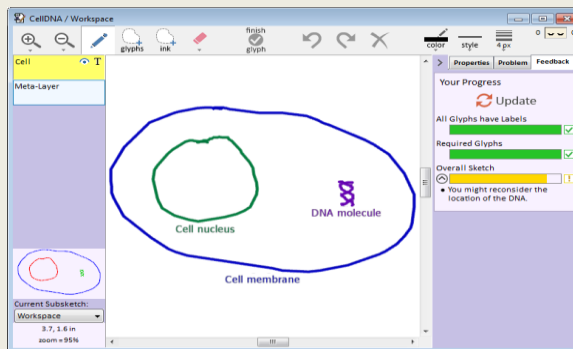 CellDNA / Workspace
glyphs
ink
finish
glyph
color
style
4 px
Cell
T
Meta-Layer
Properties
Problem
Feedback
Your Progress
Update
All Glyphs have Labels
Required Glyphs
Overall Sketch
!
• You might reconsider the
location of the DNA.
Cell nucleus
DNA molecule
Cell membrane
Current Subsketch:
Workspace
3.7, 1.6 in
zoom = 95%